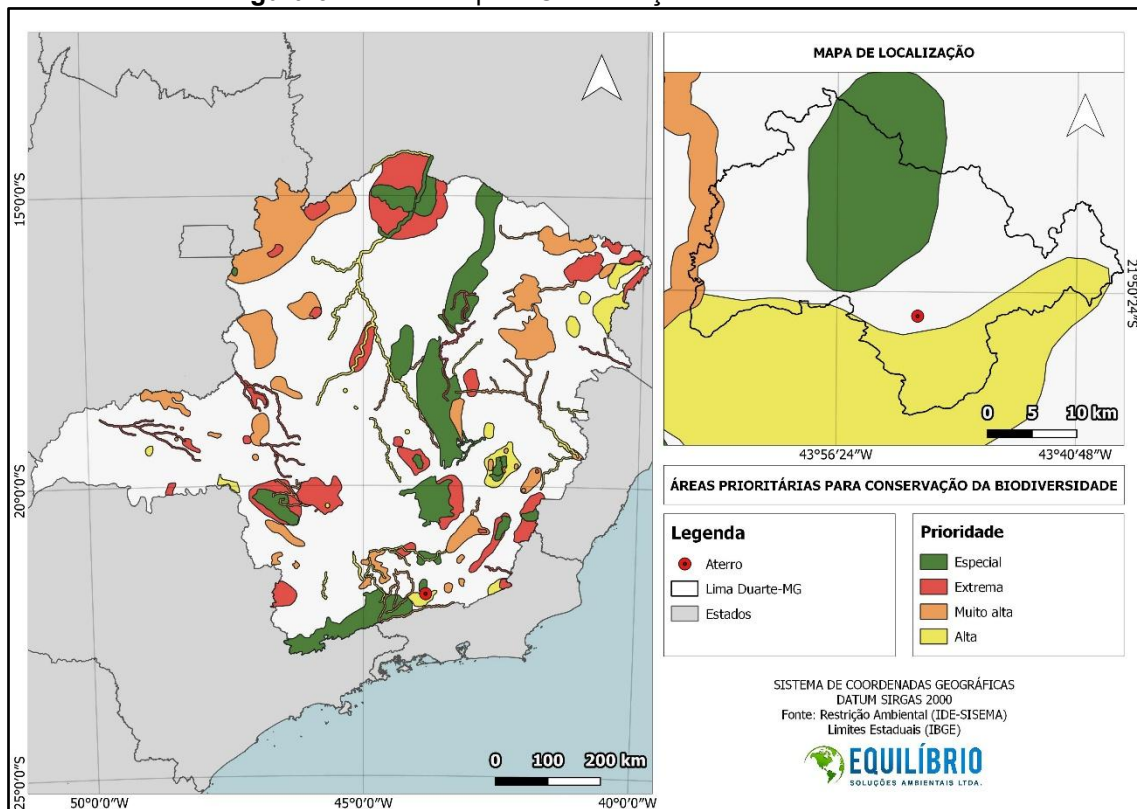 MAPA DE LOCALIZAÇÃO
15°0'0"S
20°0'0"S
25°0'0"S
50°0'0"W
45°0'0"W
40°0'0"W
0 100 200 km
21°50'24"S
0 5 10 km
43°55'24"W
43°40'48"W
ÁREAS PRIORITÁRIAS PARA CONSERVAÇÃO DA BIODIVERSIDADE
Legenda
Aterro
Lima Duarte-MG
Estados
Prioridade
Especial
Extrema
Muito alta
Alta
SISTEMA DE COORDENADAS GEOGRÁFICAS
DATUM SIRGAS 2000
Fonte: Restrição Ambiental (IDE-SISEMA)
Limites Estaduais (IBGE)
EQUILÍBRIO
SOLUÇÕES AMBIENTAIS LTDA.